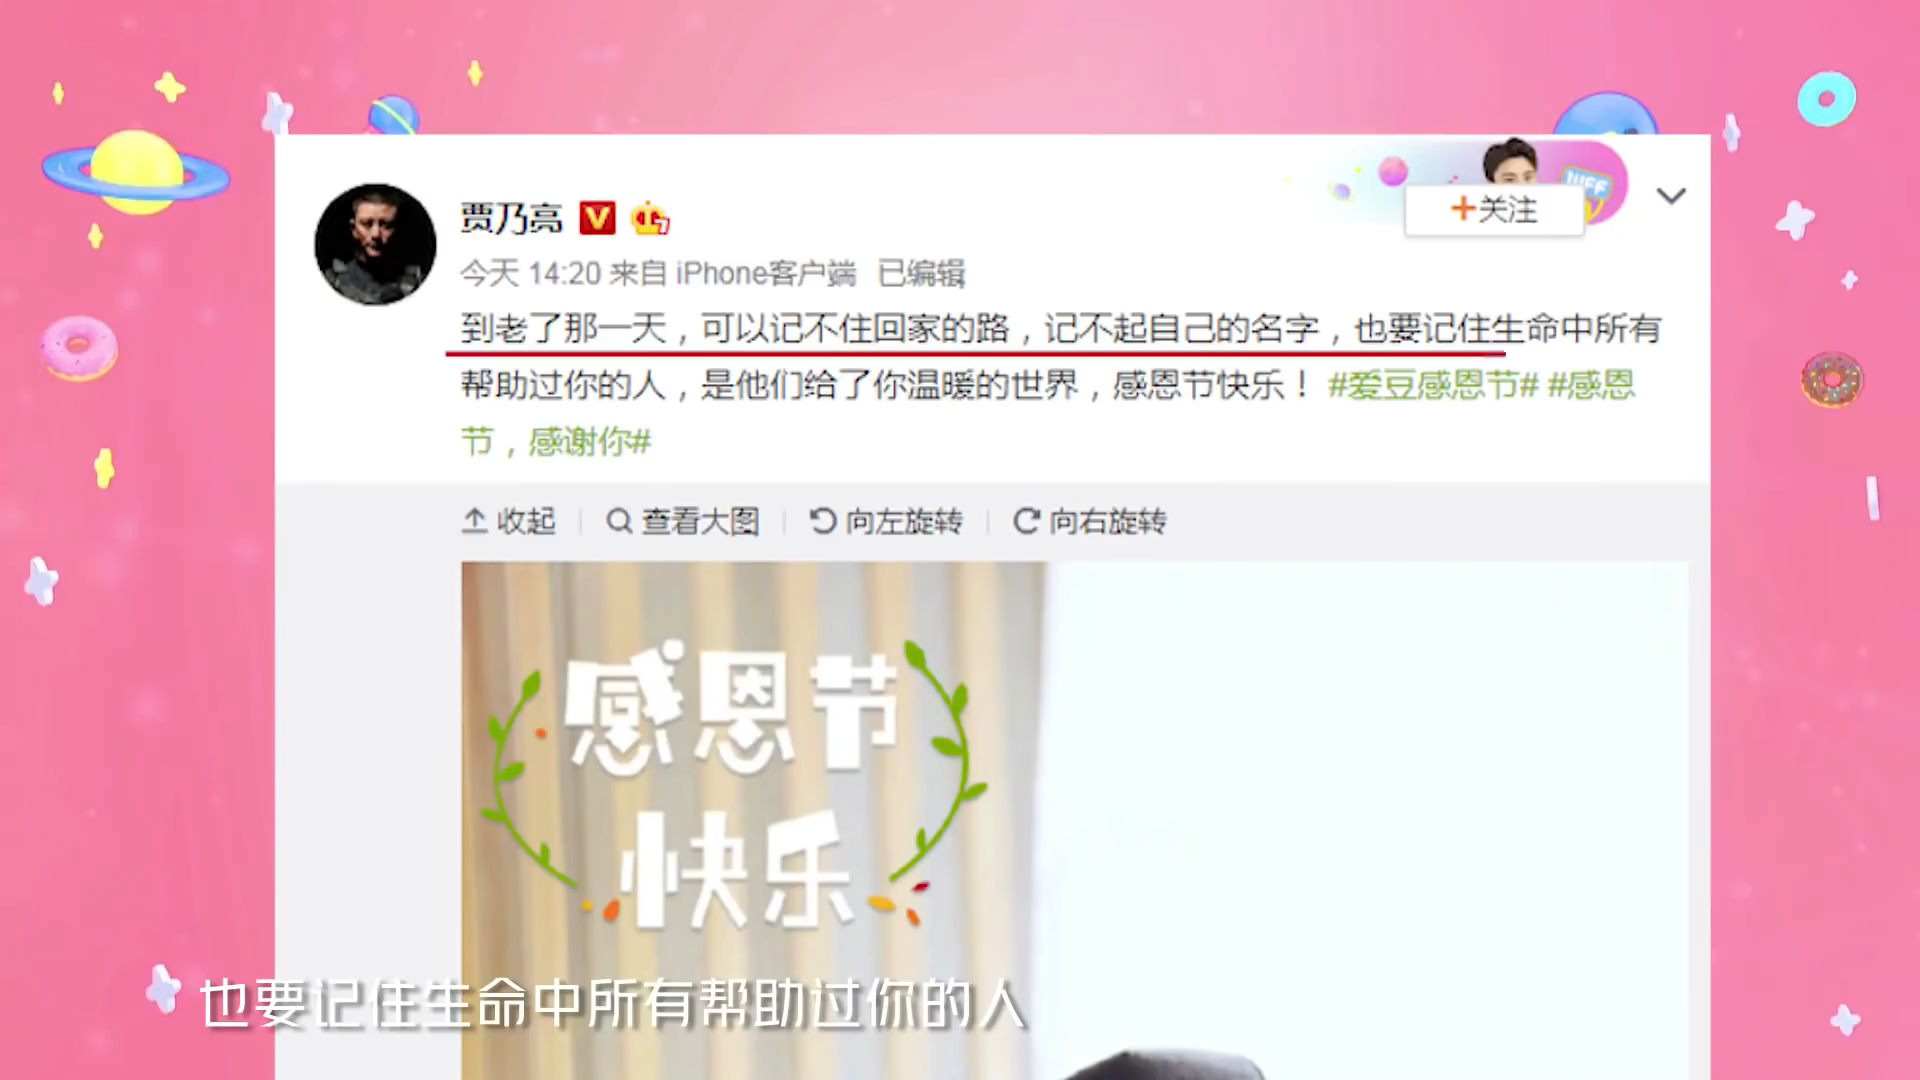 贾乃亮
+关注
今天 14:20 来自 iPhone客户端 已编辑
到老了那一天，可以记不住回家的路，记不起自己的名字，也要记住生命中所有
帮助过你的人，是他们给了你温暖的世界，感恩节快乐！ #爱豆感恩节# #感恩
节，感谢你#
收起 查看大图 向左旋转 向右旋转
感恩节
快乐
也要记住生命中所有帮助过你的人